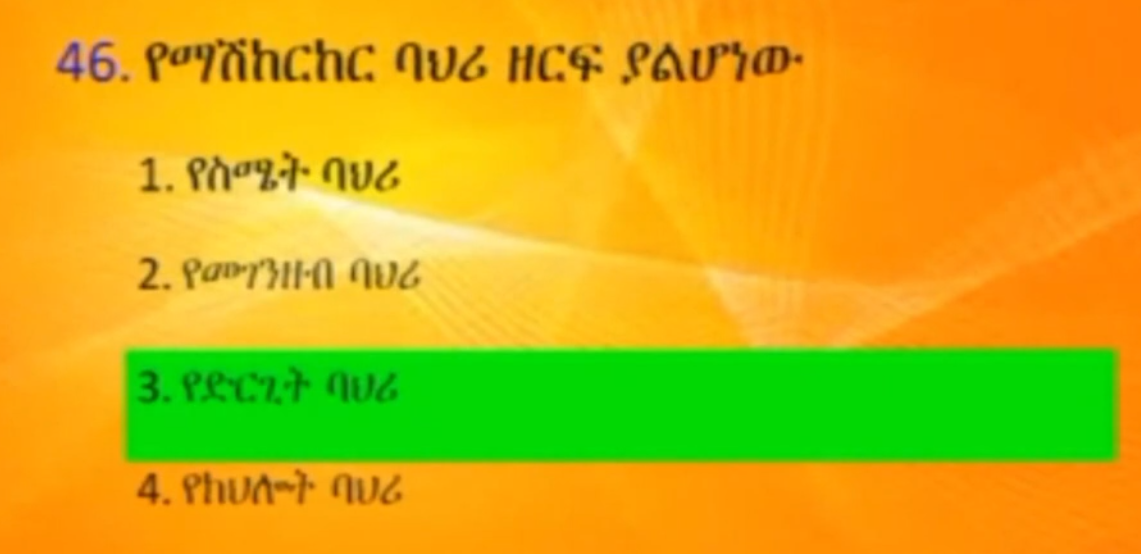 46. የማሽከርከር ባህሪ ዘርፍ ያልሆነው
1. የስሜት ባህሪ
2. የመገንዘብ ባህሪ
3. የድርጊት ባህሪ
4. የክህሎት ባህሪ